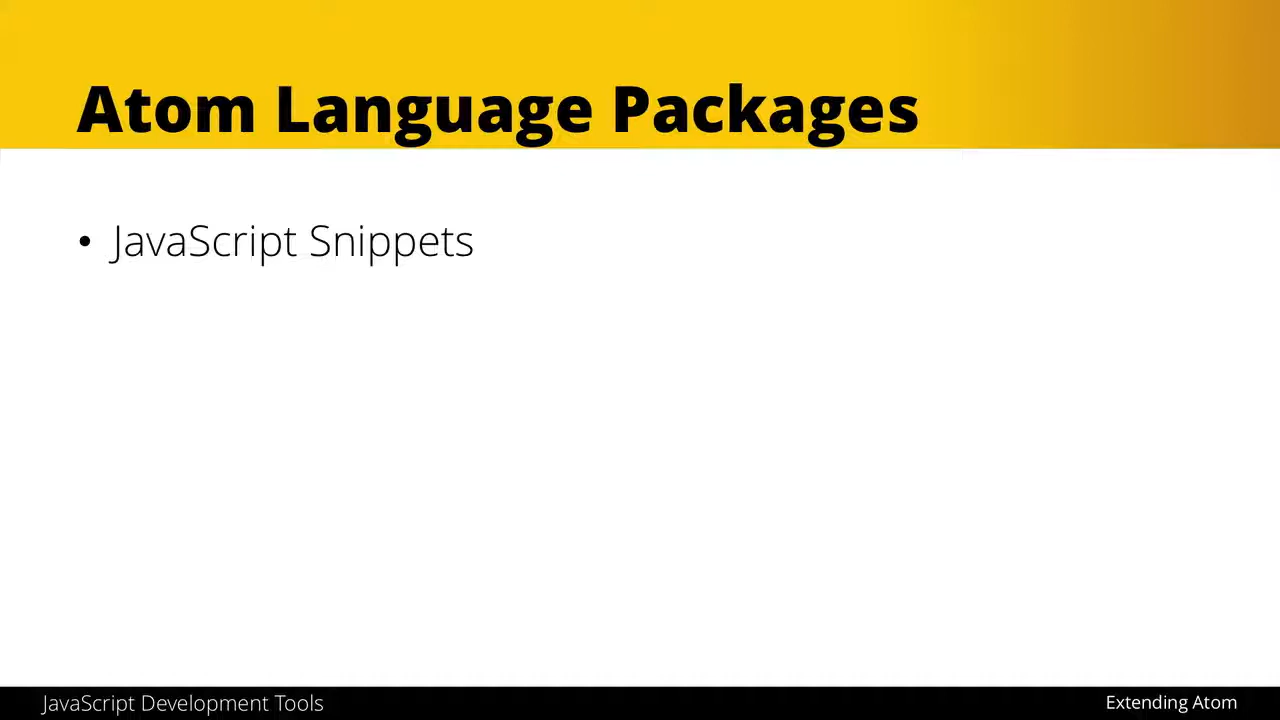 Atom Language Packages
• JavaScript Snippets
JavaScript Development Tools
Extending Atom